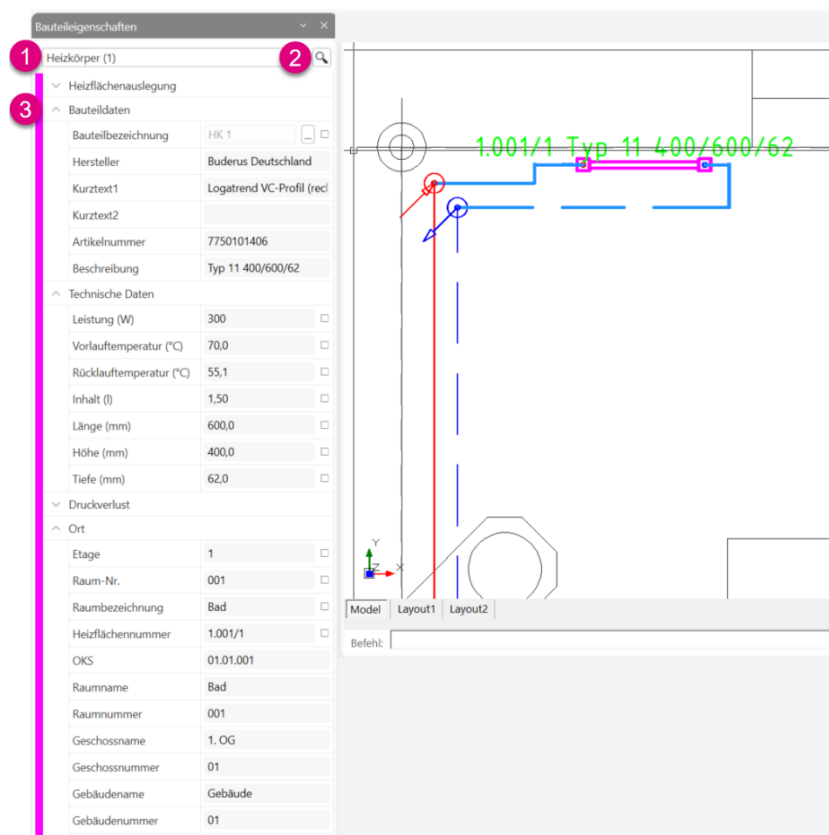 Bauteileigenschaften
1
Heizkörper (1)
2
Heizflächenauslegung
3
Bauteildaten
Bauteilbezeichnung HK 1 ...
Hersteller Buderus Deutschland
Kurztext1 Logatrend VC-Profil (recl
Kurztext2
Artikelnummer 7750101406
Beschreibung Typ 11 400/600/62
Technische Daten
Leistung (W) 300
Vorlauftemperatur (°C) 70,0
Rücklauftemperatur (°C) 55,1
Inhalt (l) 1,50
Länge (mm) 600,0
Höhe (mm) 400,0
Tiefe (mm) 62,0
Druckverlust
Ort
Etage 1
Raum-Nr. 001
Raumbezeichnung Bad
Heizflächennummer 1.001/1
OKS 01.01.001
Raumname Bad
Raumnummer 001
Geschossname 1. OG
Geschossnummer 01
Gebäudename Gebäude
Gebäudenummer 01
1.001/1 Typ 11 400/600/62
Y
Z X
Model Layout1 Layout2
Befehl: